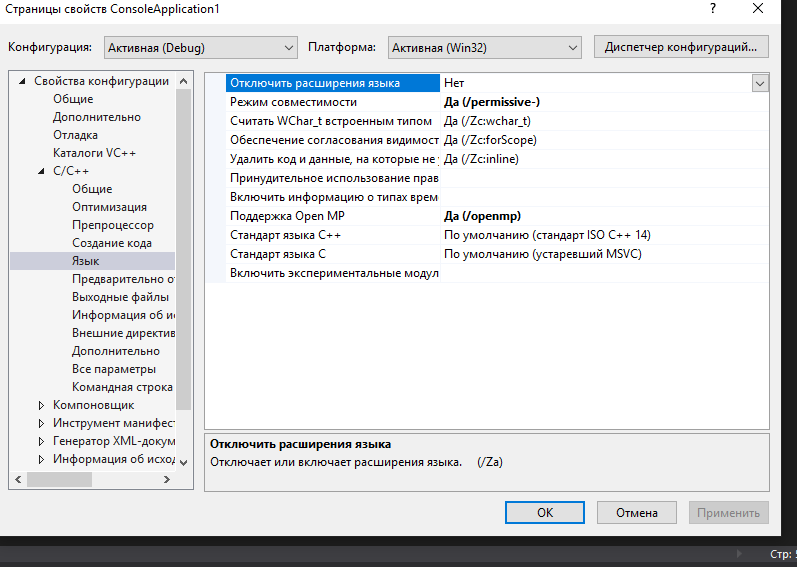 Страницы свойств ConsoleApplication1
? ×
Конфигурация: Активная (Debug) Платформа: Активная (Win32) Диспетчер конфигураций...
Свойства конфигурации
Общие
Дополнительно
Отладка
Каталоги VC++
C/C++
Общие
Оптимизация
Препроцессор
Создание кода
Язык
Предварительно от
Выходные файлы
Информация об ис
Внешние директив
Дополнительно
Все параметры
Командная строка
Компоновщик
Инструмент манифест
Генератор XML-докум
Информация об исход
Отключить расширения языка Нет
Режим совместимости Да (/permissive-)
Считать WChar_t встроенным типом Да (/Zc:wchar_t)
Обеспечение согласования видимост Да (/Zc:forScope)
Удалить код и данные, на которые не Да (/Zc:inline)
Принудительное использование прав
Включить информацию о типах врем
Поддержка Open MP Да (/openmp)
Стандарт языка C++ По умолчанию (стандарт ISO C++ 14)
Стандарт языка C По умолчанию (устаревший MSVC)
Включить экспериментальные модул
Отключить расширения языка
Отключает или включает расширения языка. (/Za)
ОК Отмена Применить
Стр: